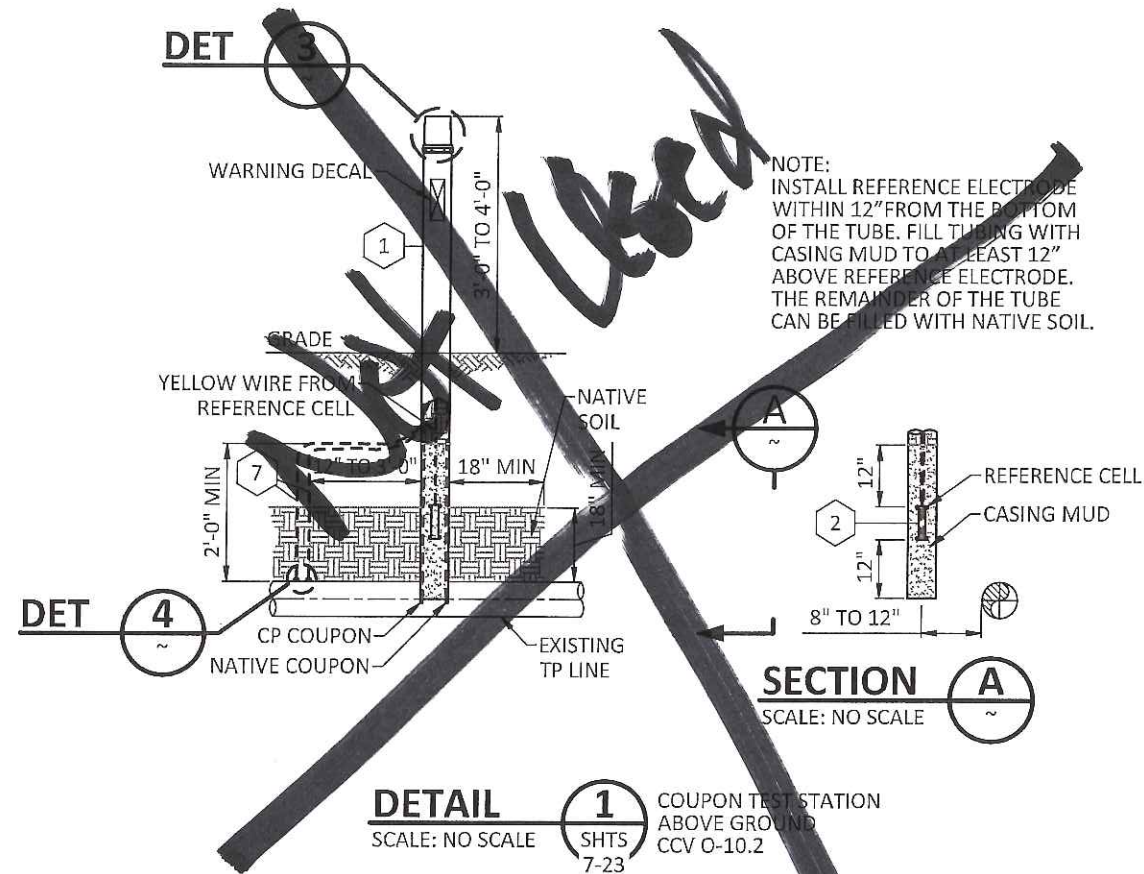 DET 3
~
WARNING DECAL
1
3'-0" TO 4'-0"
Not Used
NOTE:
INSTALL REFERENCE ELECTRODE
WITHIN 12" FROM THE BOTTOM
OF THE TUBE. FILL TUBING WITH
CASING MUD TO AT LEAST 12"
ABOVE REFERENCE ELECTRODE.
THE REMAINDER OF THE TUBE
CAN BE FILLED WITH NATIVE SOIL.
GRADE
YELLOW WIRE FROM
REFERENCE CELL
NATIVE
SOIL
A
~
7
12" TO 3'-0"
18" MIN
2'-0" MIN
18" MIN
12"
REFERENCE CELL
2
CASING MUD
12"
8" TO 12"
DET 4
~
CP COUPON
NATIVE COUPON
EXISTING
TP LINE
SECTION A
SCALE: NO SCALE ~
DETAIL 1
SCALE: NO SCALE SHTS
7-23
COUPON TEST STATION
ABOVE GROUND
CCV O-10.2